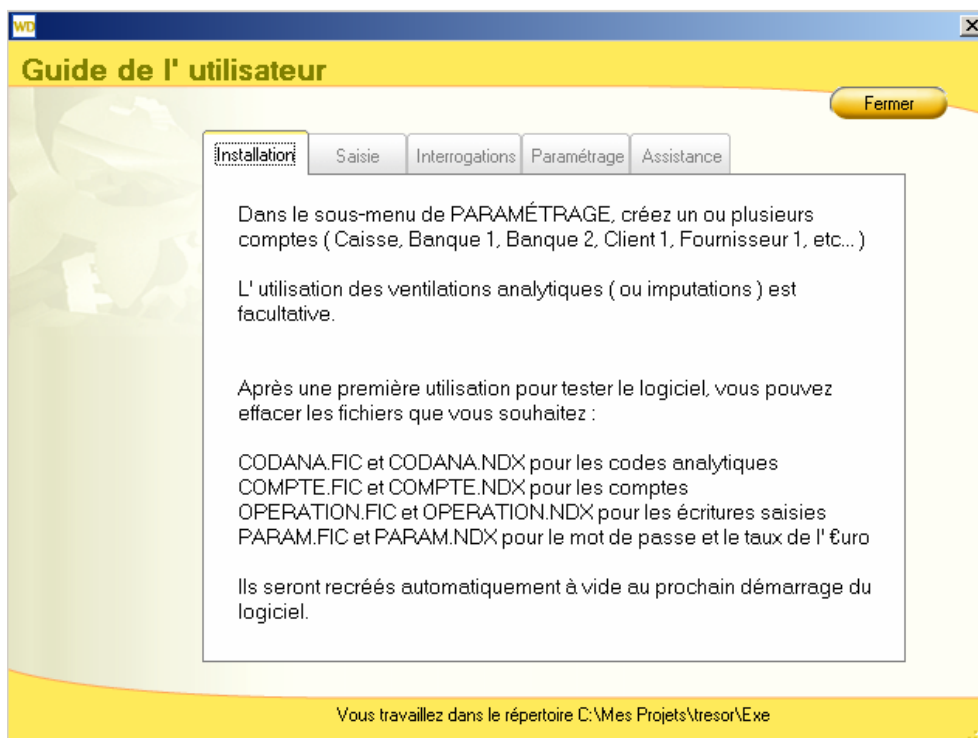 WD
Guide de l' utilisateur
Fermer
Installation
Saisie
Interrogations
Paramétrage
Assistance
Dans le sous-menu de PARAMÉTRAGE, créez un ou plusieurs
comptes ( Caisse, Banque 1, Banque 2, Client 1, Fournisseur 1, etc... )
L' utilisation des ventilations analytiques ( ou imputations ) est
facultative.
Après une première utilisation pour tester le logiciel, vous pouvez
effacer les fichiers que vous souhaitez :
CODANA.FIC et CODANA.NDX pour les codes analytiques
COMPTE.FIC et COMPTE.NDX pour les comptes
OPERATION.FIC et OPERATION.NDX pour les écritures saisies
PARAM.FIC et PARAM.NDX pour le mot de passe et le taux de l' €uro
Ils seront recréés automatiquement à vide au prochain démarrage du
logiciel.
Vous travaillez dans le répertoire C:\Mes Projets\tresor\Exe